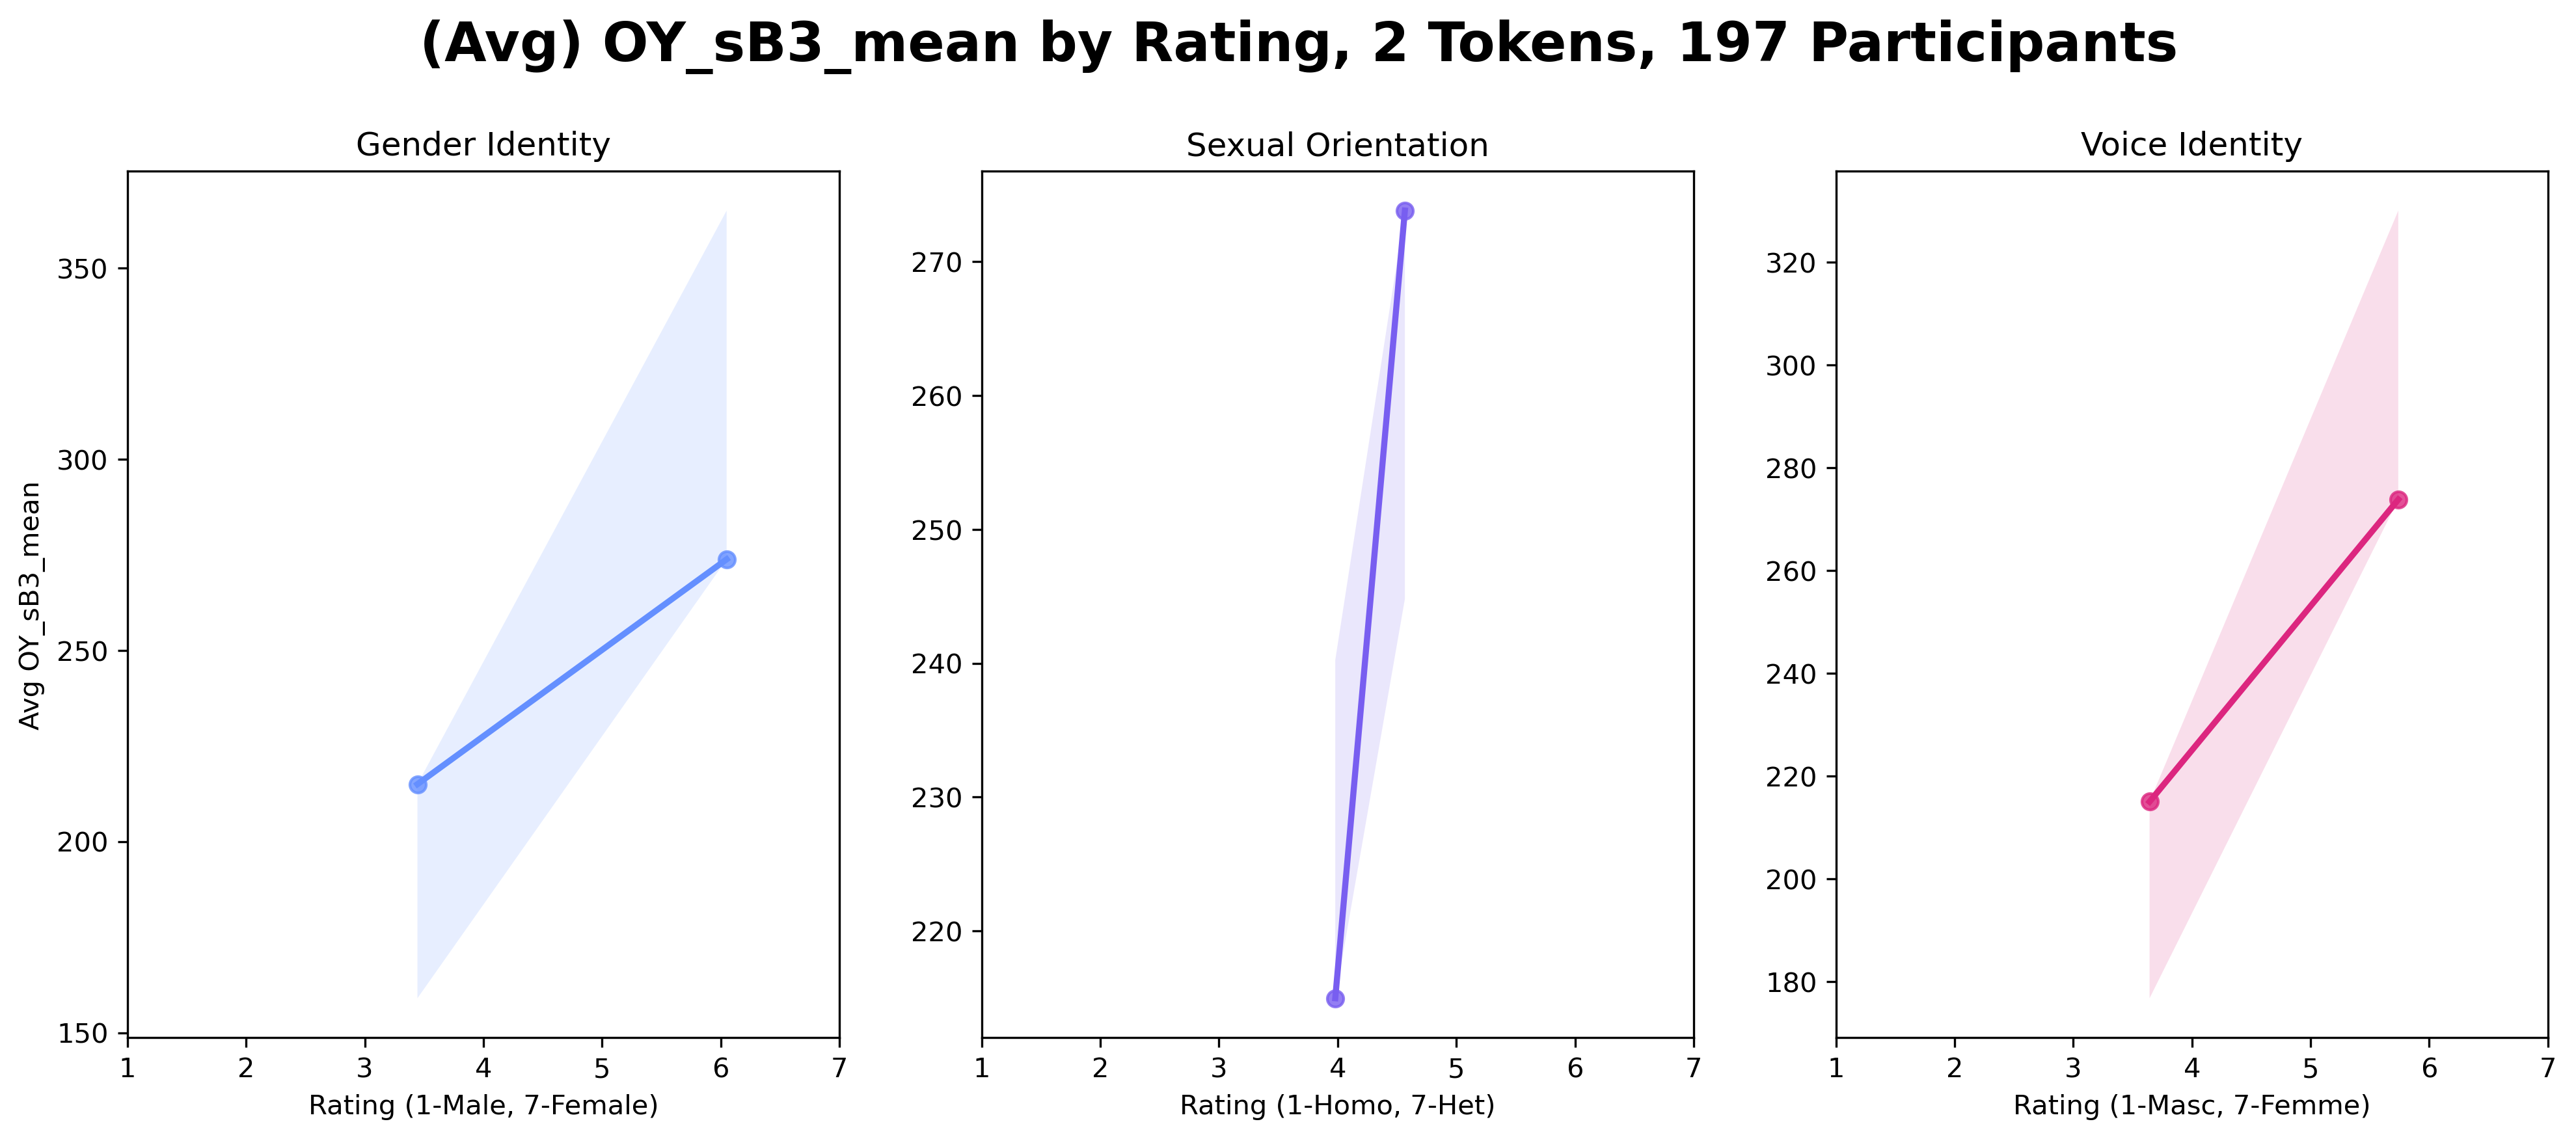 (Avg) OY_sB3_mean by Rating, 2 Tokens, 197 Participants
Gender Identity
Avg OY_sB3_mean
350
300
250
200
150
1 2 3 4 5 6 7
Rating (1-Male, 7-Female)
Sexual Orientation
270
260
250
240
230
220
1 2 3 4 5 6 7
Rating (1-Homo, 7-Het)
Voice Identity
320
300
280
260
240
220
200
180
1 2 3 4 5 6 7
Rating (1-Masc, 7-Femme)